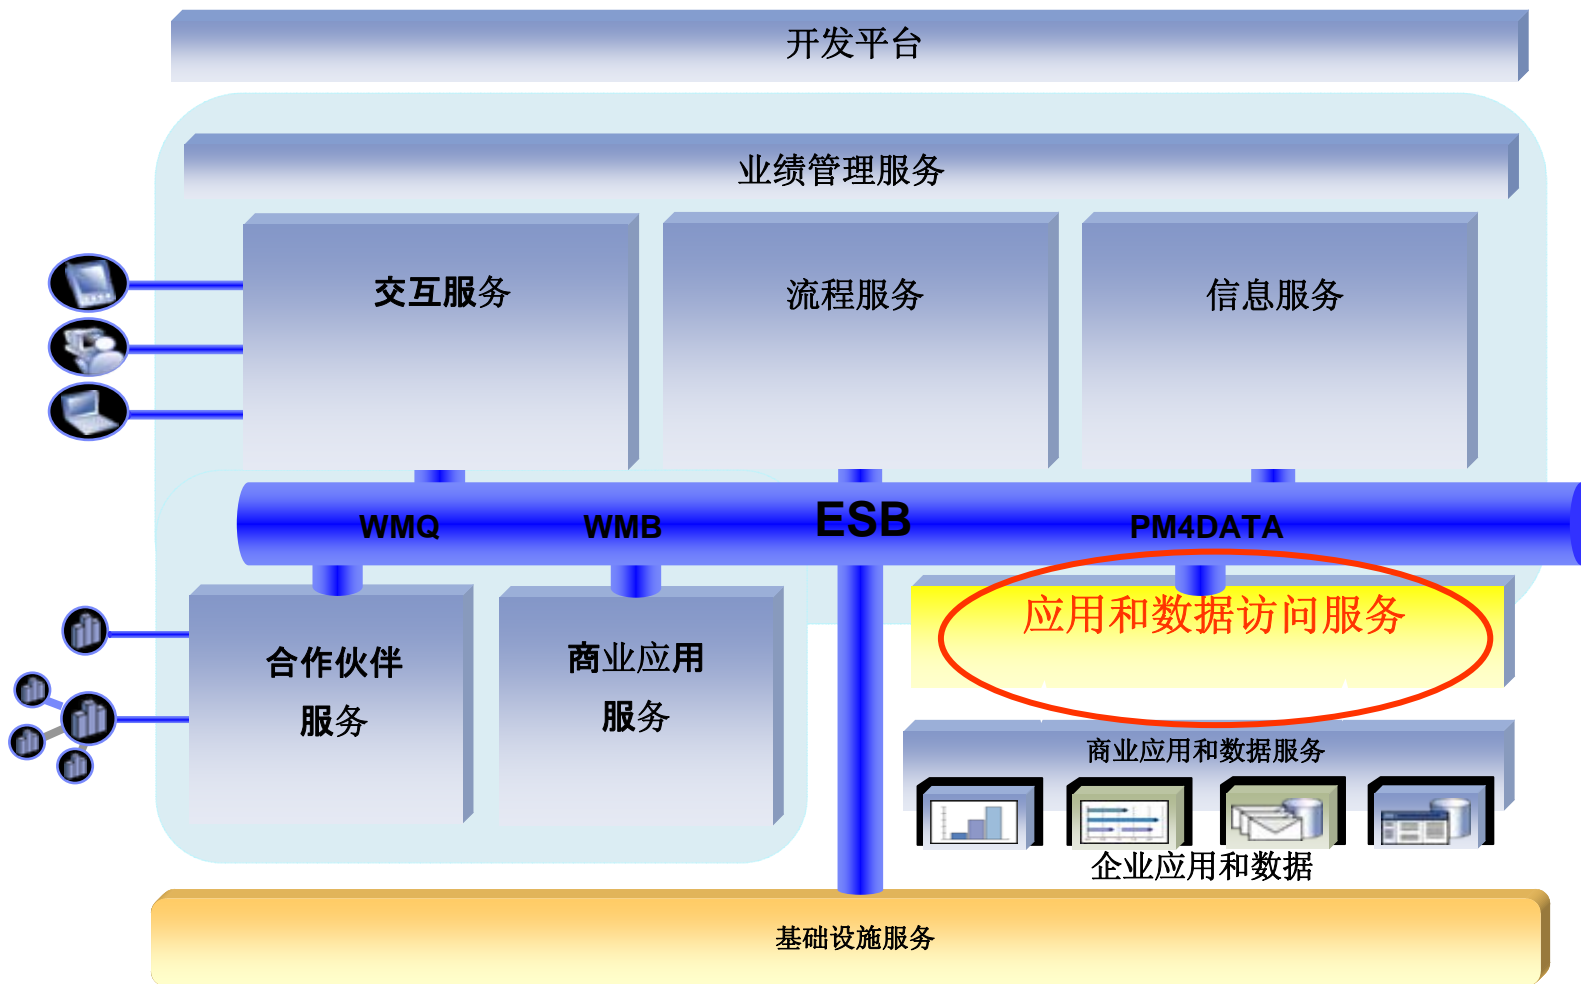 开发平台
业绩管理服务
交互服务
流程服务
信息服务
WMQ
WMB
ESB
PM4DATA
应用和数据访问服务
合作伙伴
服务
商业应用
服务
商业应用和数据服务
企业应用和数据
基础设施服务